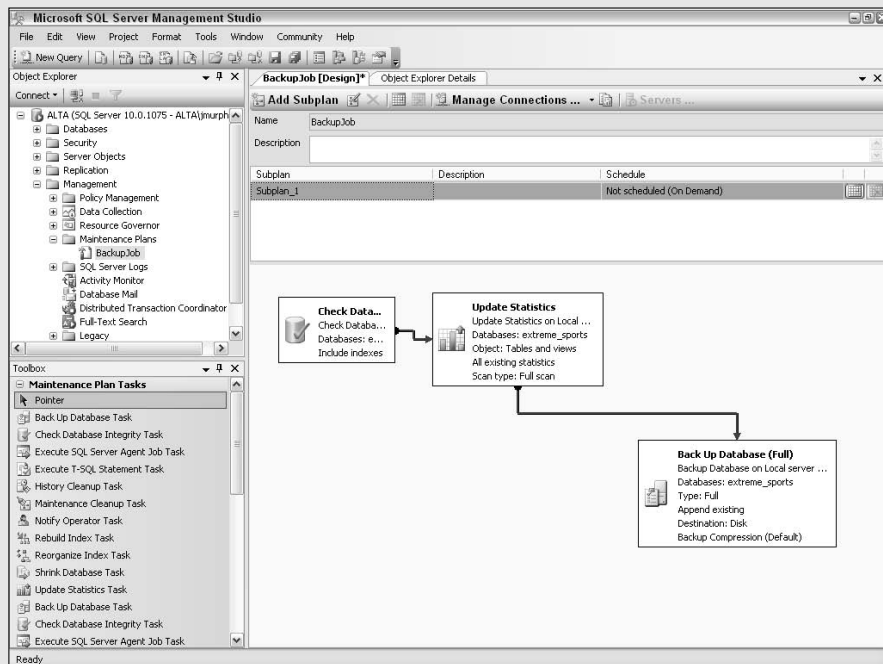 Microsoft SQL Server Management Studio
File Edit View Project Format Tools Window Community Help
New Query
Object Explorer
Connect
ALTA (SQL Server 10.0.1075 - ALTA\jmurph
Databases
Security
Server Objects
Replication
Management
Policy Management
Data Collection
Resource Governor
Maintenance Plans
BackupJob
SQL Server Logs
Activity Monitor
Database Mail
Distributed Transaction Coordinator
Full-Text Search
Legacy
Toolbox
Maintenance Plan Tasks
Pointer
Back Up Database Task
Check Database Integrity Task
Execute SQL Server Agent Job Task
Execute T-SQL Statement Task
History Cleanup Task
Maintenance Cleanup Task
Notify Operator Task
Rebuild Index Task
Reorganize Index Task
Shrink Database Task
Update Statistics Task
Back Up Database Task
Check Database Integrity Task
Execute SQL Server Agent Job Task
BackupJob [Design]* Object Explorer Details
Add Subplan Manage Connections ... Servers ...
Name BackupJob
Description
Subplan Description Schedule
Subplan_1 Not scheduled (On Demand)
Check Data...
Check Databa...
Databases: e...
Include indexes
Update Statistics
Update Statistics on Local ...
Databases: extreme_sports
Object: Tables and views
All existing statistics
Scan type: Full scan
Back Up Database (Full)
Backup Database on Local server ...
Databases: extreme_sports
Type: Full
Append existing
Destination: Disk
Backup Compression (Default)
Ready